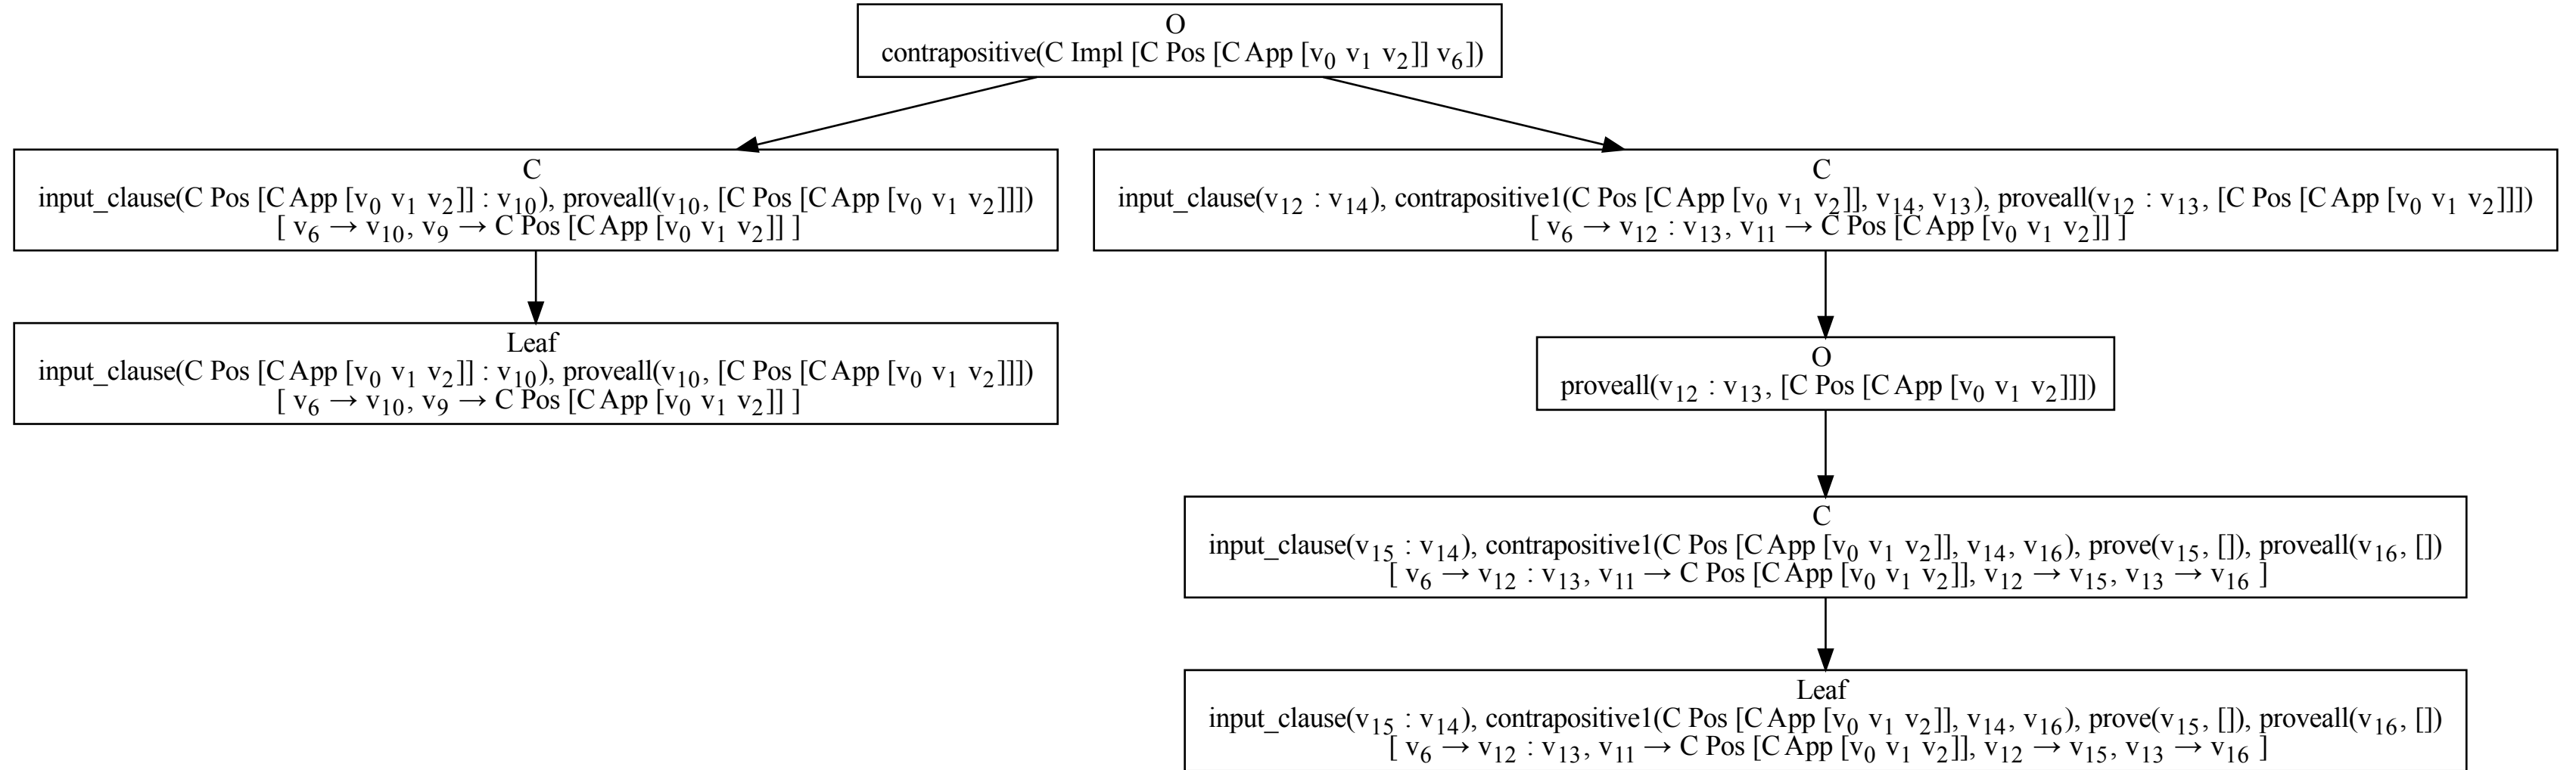 O
contrapositive(C Impl [C Pos [C App [v0 v1 v2]] v6])
C
input_clause(C Pos [C App [v0 v1 v2]] : v10), proveall(v10, [C Pos [C App [v0 v1 v2]]])
[ v6 → v10, v9 → C Pos [C App [v0 v1 v2]] ]
C
input_clause(v12 : v14), contrapositive1(C Pos [C App [v0 v1 v2]], v14, v13), proveall(v12 : v13, [C Pos [C App [v0 v1 v2]]])
[ v6 → v12 : v13, v11 → C Pos [C App [v0 v1 v2]] ]
Leaf
input_clause(C Pos [C App [v0 v1 v2]] : v10), proveall(v10, [C Pos [C App [v0 v1 v2]]])
[ v6 → v10, v9 → C Pos [C App [v0 v1 v2]] ]
O
proveall(v12 : v13, [C Pos [C App [v0 v1 v2]]])
C
input_clause(v15 : v14), contrapositive1(C Pos [C App [v0 v1 v2]], v14, v16), prove(v15, []), proveall(v16, [])
[ v6 → v12 : v13, v11 → C Pos [C App [v0 v1 v2]], v12 → v15, v13 → v16 ]
Leaf
input_clause(v15 : v14), contrapositive1(C Pos [C App [v0 v1 v2]], v14, v16), prove(v15, []), proveall(v16, [])
[ v6 → v12 : v13, v11 → C Pos [C App [v0 v1 v2]], v12 → v15, v13 → v16 ]